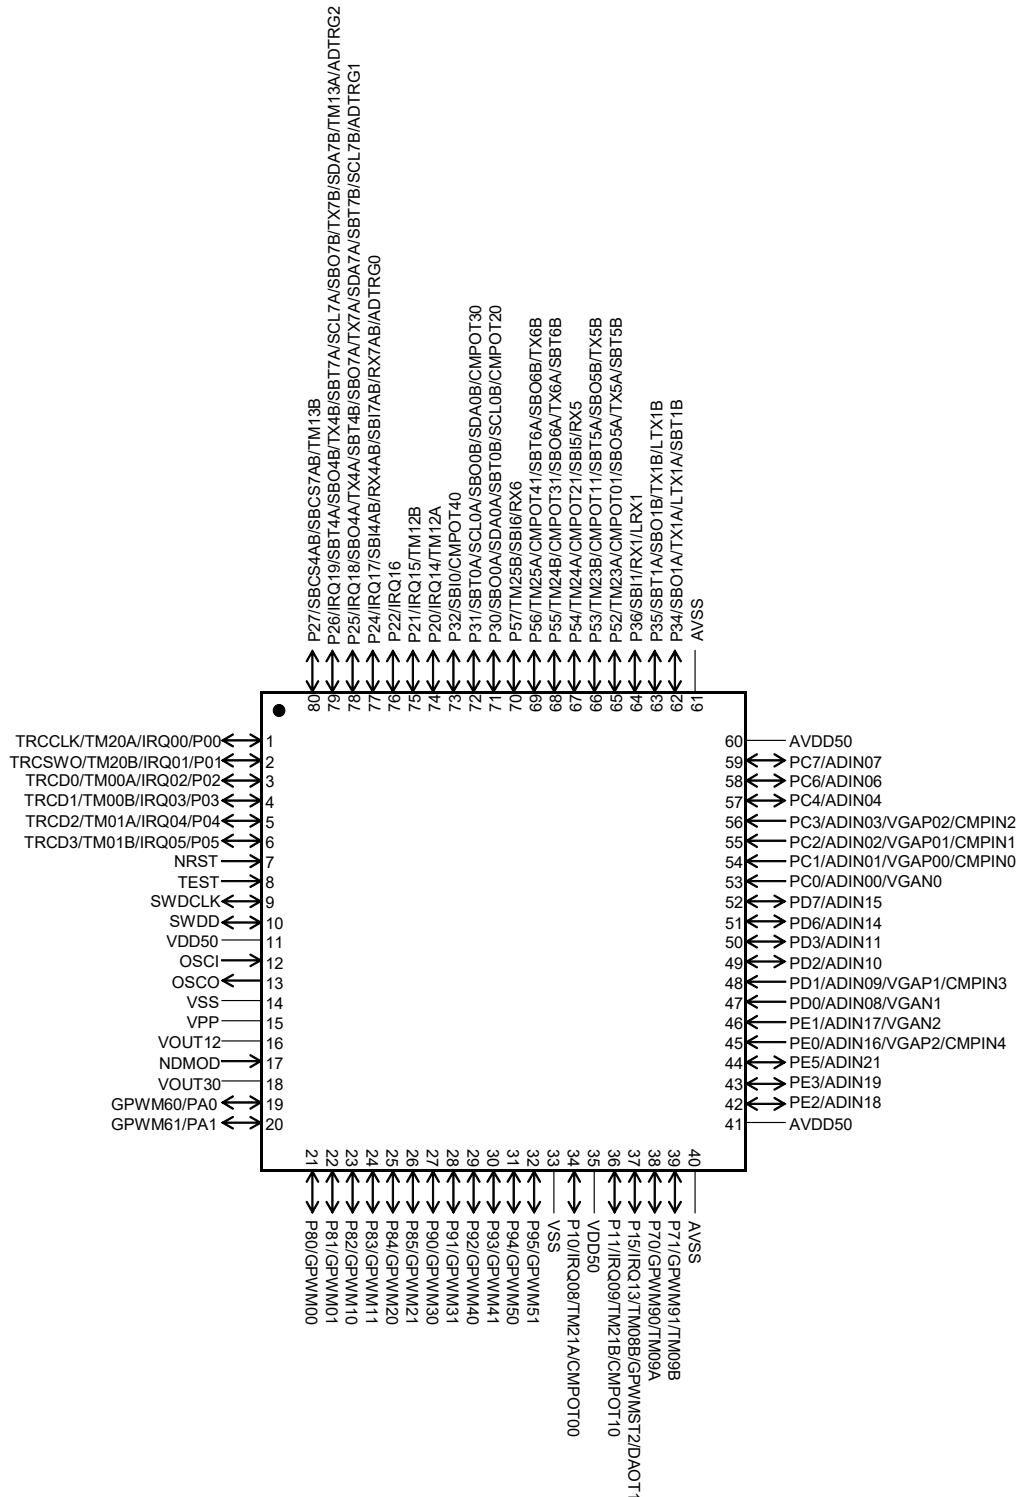 P27/SBCS4AB/SBCS7AB/TM13B
P26/IRQ19/SBT4A/SBO4B/TX4B/SBT7A/SCL7A/SBO7B/TX7B/SDA7B/TM13A/ADTRG2
P25/IRQ18/SBO4A/TX4A/SBT4B/SBO7A/TX7A/SDA7A/SBT7B/SCL7B/ADTRG1
P24/IRQ17/SBI4AB/RX4AB/SBI7AB/RX7AB/ADTRG0
P22/IRQ16
P21/IRQ15/TM12B
P20/IRQ14/TM12A
P32/SBI0/CMPOT40
P31/SBT0A/SCL0A/SBO0B/SDA0B/CMPOT30
P30/SBO0A/SDA0A/SBT0B/SCL0B/CMPOT20
P57/TM25B/SBI6/RX6
P56/TM25A/CMPOT41/SBT6A/SBO6B/TX6B
P55/TM24B/CMPOT31/SBO6A/TX6A/SBT6B
P54/TM24A/CMPOT21/SBI5/RX5
P53/TM23B/CMPOT11/SBT5A/SBO5B/TX5B
P52/TM23A/CMPOT01/SBO5A/TX5A/SBT5B
P36/SBI1/RX1/LRX1
P35/SBT1A/SBO1B/TX1B/LTX1B
P34/SBO1A/TX1A/LTX1A/SBT1B
AVSS
80
79
78
77
76
75
74
73
72
71
70
69
68
67
66
65
64
63
62
61
TRCCLK/TM20A/IRQ00/P00 1
TRCSWO/TM20B/IRQ01/P01 2
TRCD0/TM00A/IRQ02/P02 3
TRCD1/TM00B/IRQ03/P03 4
TRCD2/TM01A/IRQ04/P04 5
TRCD3/TM01B/IRQ05/P05 6
NRST 7
TEST 8
SWDCLK 9
SWDD 10
VDD50 11
OSCI 12
OSCO 13
VSS 14
VPP 15
VOUT12 16
NDMOD 17
VOUT30 18
GPWM60/PA0 19
GPWM61/PA1 20
60 AVDD50
59 PC7/ADIN07
58 PC6/ADIN06
57 PC4/ADIN04
56 PC3/ADIN03/VGAP02/CMPIN2
55 PC2/ADIN02/VGAP01/CMPIN1
54 PC1/ADIN01/VGAP00/CMPIN0
53 PC0/ADIN00/VGAN0
52 PD7/ADIN15
51 PD6/ADIN14
50 PD3/ADIN11
49 PD2/ADIN10
48 PD1/ADIN09/VGAP1/CMPIN3
47 PD0/ADIN08/VGAN1
46 PE1/ADIN17/VGAN2
45 PE0/ADIN16/VGAP2/CMPIN4
44 PE5/ADIN21
43 PE3/ADIN19
42 PE2/ADIN18
41 AVDD50
21
22
23
24
25
26
27
28
29
30
31
32
33
34
35
36
37
38
39
40
P80/GPWM00
P81/GPWM01
P82/GPWM10
P83/GPWM11
P84/GPWM20
P85/GPWM21
P90/GPWM30
P91/GPWM31
P92/GPWM40
P93/GPWM41
P94/GPWM50
P95/GPWM51
VSS
P10/IRQ08/TM21A/CMPOT00
VDD50
P11/IRQ09/TM21B/CMPOT10
P15/IRQ13/TM08B/GPWMST2/DAOT1
P70/GPWM90/TM09A
P71/GPWM91/TM09B
AVSS